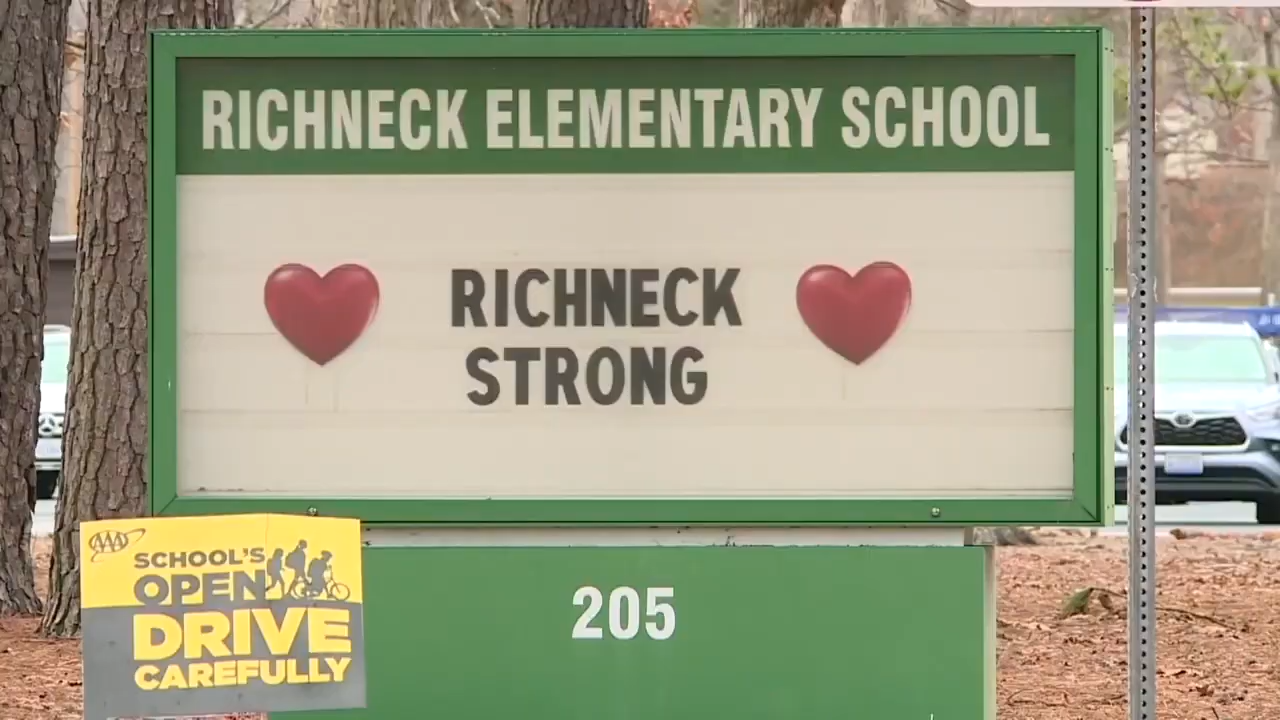 RICHNECK ELEMENTARY SCHOOL
RICHNECK
STRONG
AAA
SCHOOL'S
OPEN
DRIVE
CAREFULLY
205